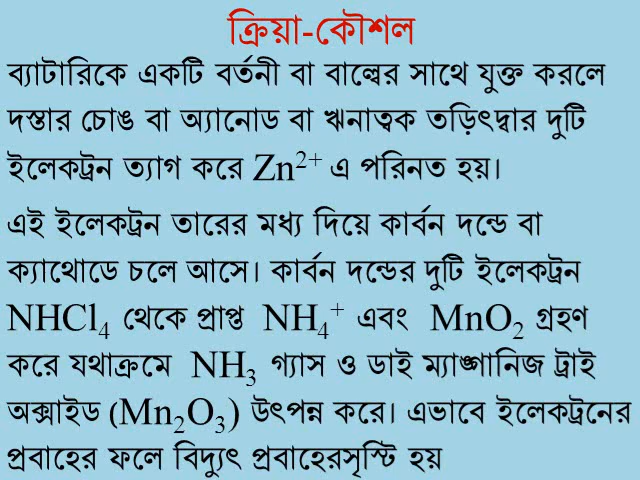 ক্রিয়া-কৌশল
ব্যাটারিকে একটি বর্তনী বা বাল্বের সাথে যুক্ত করলে
দস্তার চোঙ বা অ্যানোড বা ঋনাত্বক তড়িৎদ্বার দুটি
ইলেকট্রন ত্যাগ করে Zn²⁺ এ পরিনত হয়।
এই ইলেকট্রন তারের মধ্য দিয়ে কার্বন দন্ডে বা
ক্যাথোডে চলে আসে। কার্বন দন্ডের দুটি ইলেকট্রন
NHCl₄ থেকে প্রাপ্ত NH₄⁺ এবং MnO₂ গ্রহণ
করে যথাক্রমে NH₃ গ্যাস ও ডাই ম্যাঙ্গানিজ ট্রাই
অক্সাইড (Mn₂O₃) উৎপন্ন করে। এভাবে ইলেকট্রনের
প্রবাহের ফলে বিদ্যুৎ প্রবাহেরসৃস্টি হয়